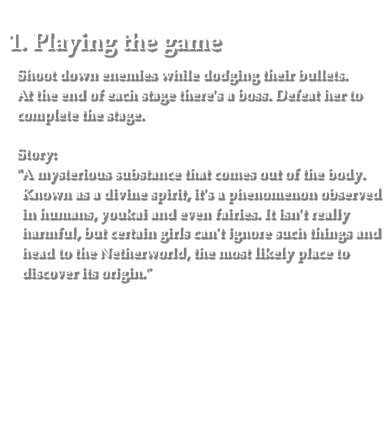 1. Playing the game
Shoot down enemies while dodging their bullets.
At the end of each stage there's a boss. Defeat her to
complete the stage.
Story:
"A mysterious substance that comes out of the body.
Known as a divine spirit, it's a phenomenon observed
in humans, youkai and even fairies. It isn't really
harmful, but certain girls can't ignore such things and
head to the Netherworld, the most likely place to
discover its origin."